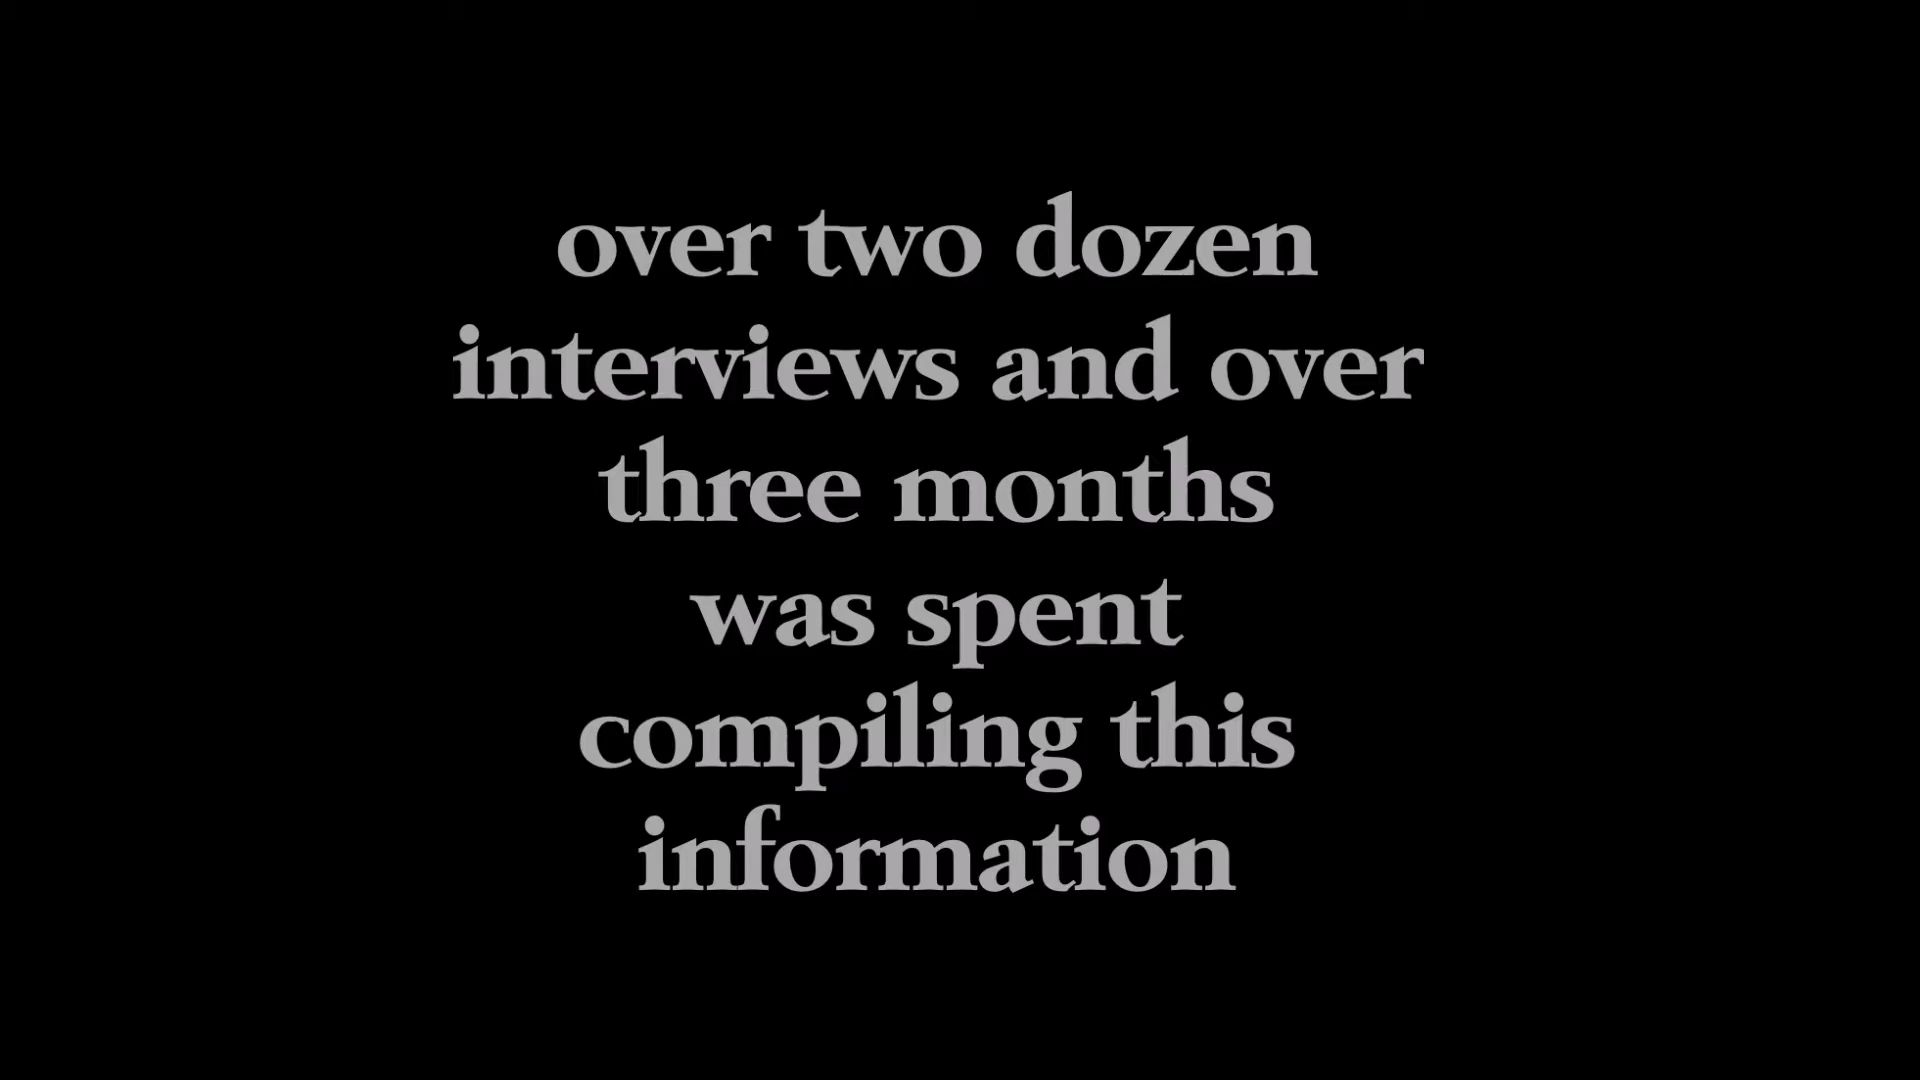 over two dozen
interviews and over
three months
was spent
compiling this
information